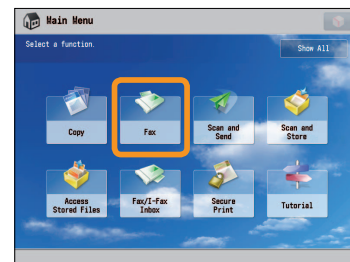 Main Menu
Select a function.
Show All
Copy
Fax
Scan and
Send
Scan and
Store
Access
Stored Files
Fax/I-Fax
Inbox
Secure
Print
Tutorial